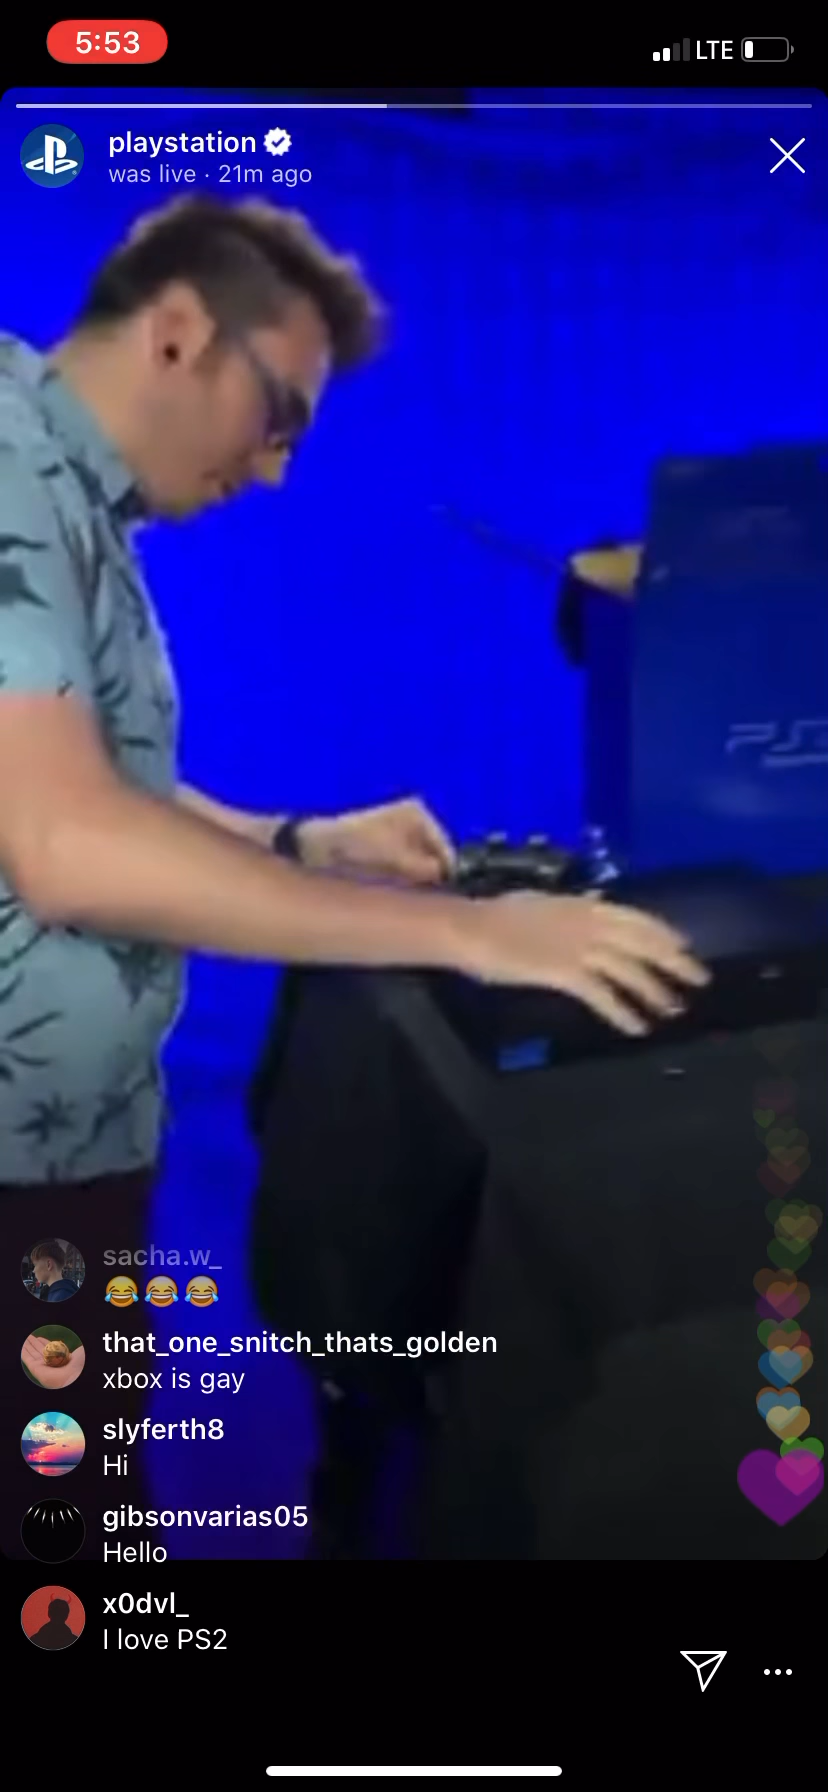 5:53
LTE
playstation
was live · 21m ago
sacha.w_
😂😂😂
that_one_snitch_thats_golden
xbox is gay
slyferth8
Hi
gibsonvarias05
Hello
x0dvl_
I love PS2